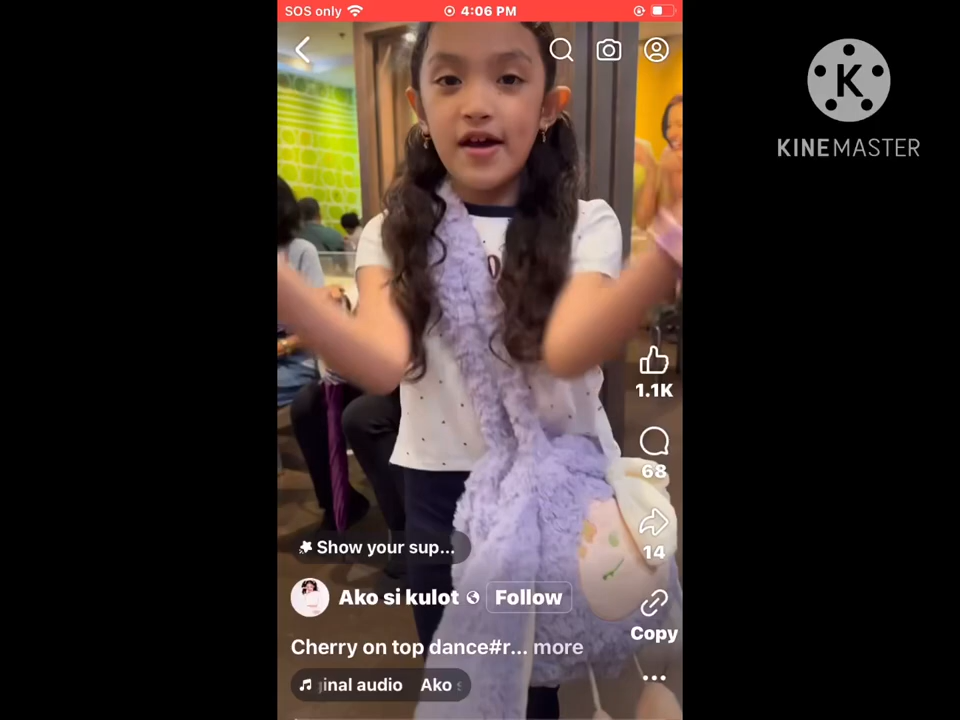 SOS only
4:06 PM
KINEMASTER
1.1K
68
14
Show your sup...
Ako si kulot
Follow
Copy
Cherry on top dance#r... more
ginal audio Ako